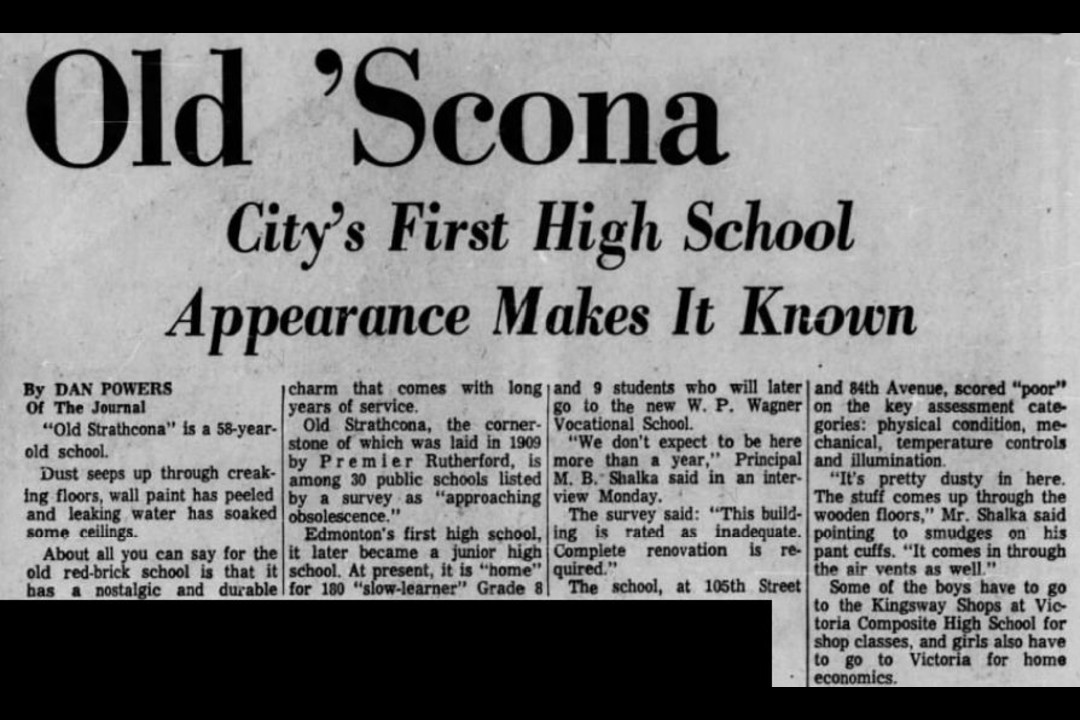 Old 'Scona
City's First High School
Appearance Makes It Known
By DAN POWERS
Of The Journal
"Old Strathcona" is a 58-year-
old school.
Dust seeps up through creak-
ing floors, wall paint has peeled
and leaking water has soaked
some ceilings.
About all you can say for the
old red-brick school is that it
has a nostalgic and durable
charm that comes with long
years of service.
Old Strathcona, the corner-
stone of which was laid in 1909
by Premier Rutherford, is
among 30 public schools listed
by a survey as "approaching
obsolescence."
Edmonton's first high school,
it later became a junior high
school. At present, it is "home"
for 180 "slow-learner" Grade 8
and 9 students who will later
go to the new W. P. Wagner
Vocational School.
"We don't expect to be here
more than a year," Principal
M. B. Shalka said in an inter-
view Monday.
The survey said: "This build-
ing is rated as inadequate.
Complete renovation is re-
quired."
The school, at 105th Street
and 84th Avenue, scored "poor"
on the key assessment cate-
gories: physical condition, me-
chanical, temperature controls
and illumination.
"It's pretty dusty in here.
The stuff comes up through the
wooden floors," Mr. Shalka said
pointing to smudges on his
pant cuffs. "It comes in through
the air vents as well."
Some of the boys have to go
to the Kingsway Shops at Vic-
toria Composite High School for
shop classes, and girls also have
to go to Victoria for home
economics.